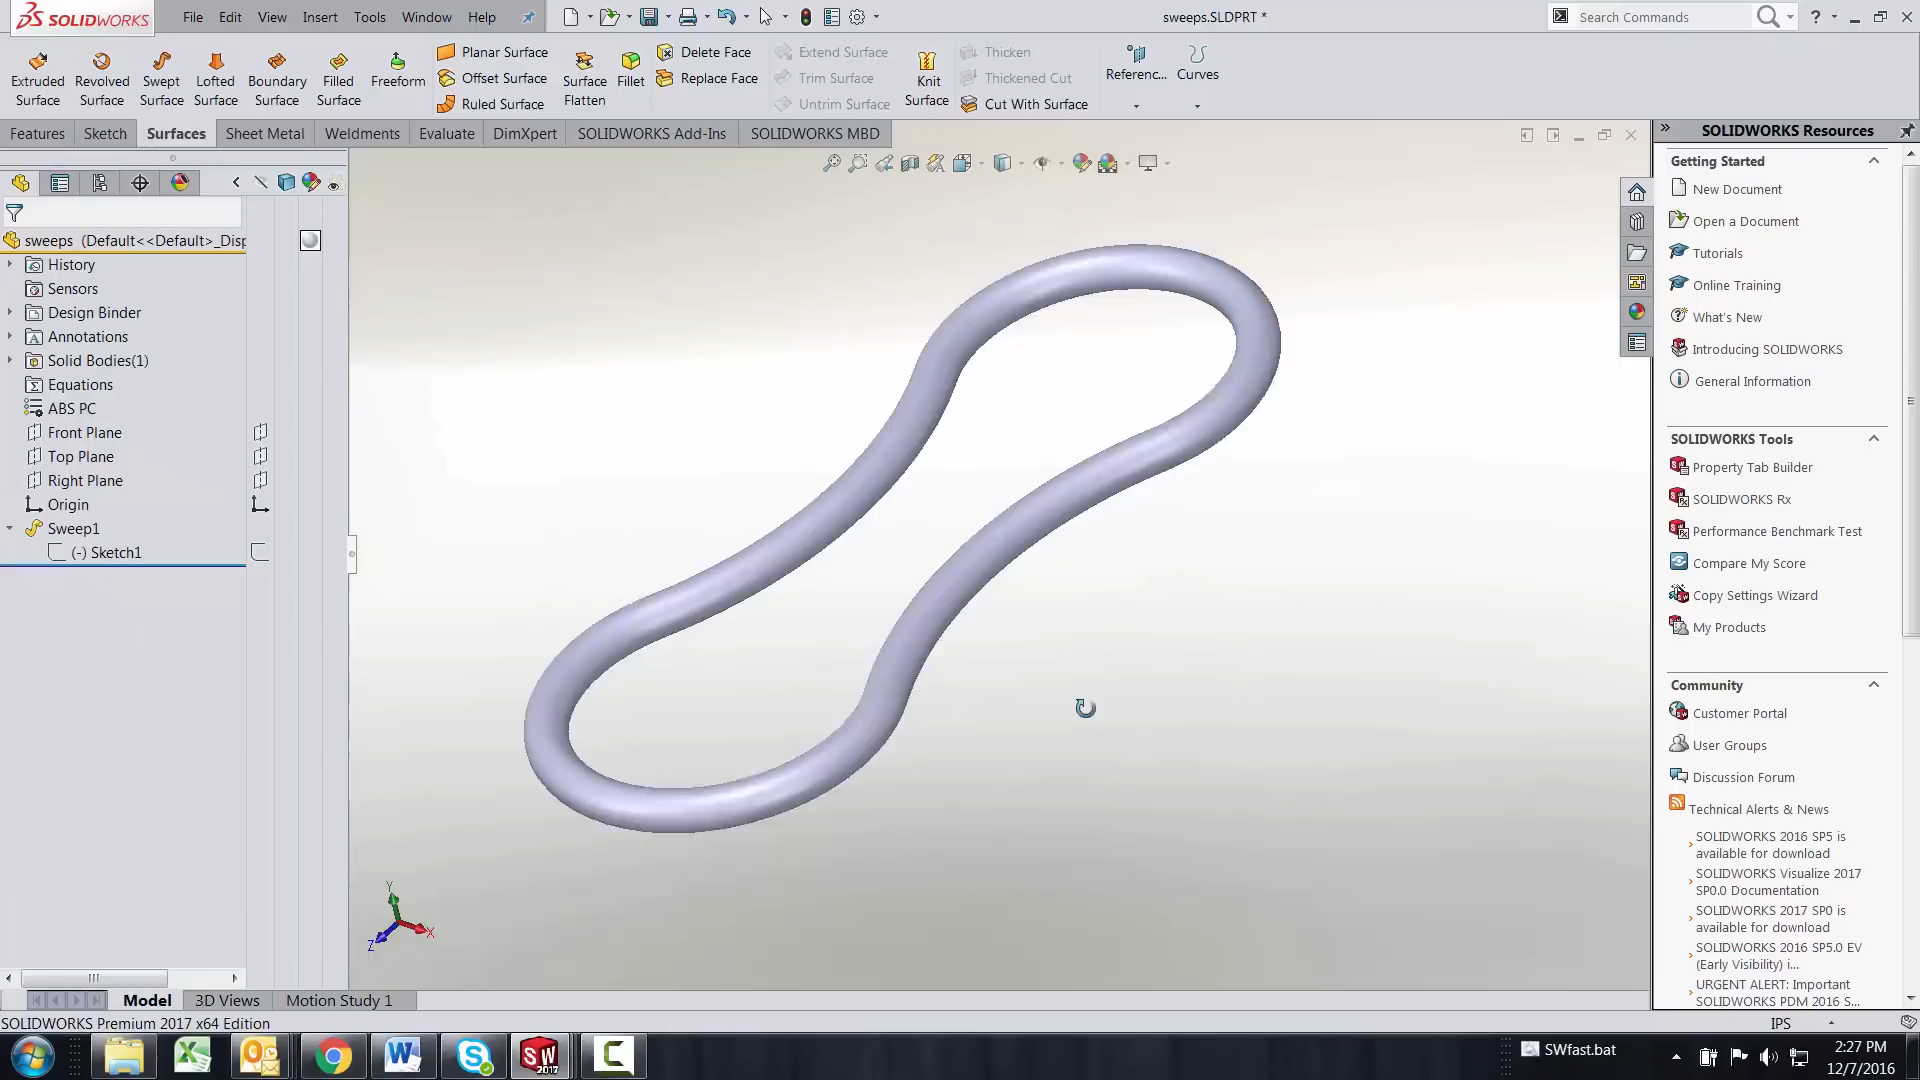 SOLIDWORKS File Edit View Insert Tools Window Help sweeps.SLDPRT * Search Commands ?
Extruded Surface
Revolved Surface
Swept Surface
Lofted Surface
Boundary Surface
Filled Surface
Freeform
Planar Surface
Offset Surface
Ruled Surface
Surface Flatten
Fillet
Delete Face
Replace Face
Extend Surface
Trim Surface
Untrim Surface
Knit Surface
Thicken
Thickened Cut
Cut With Surface
Referenc...
Curves
Features Sketch Surfaces Sheet Metal Weldments Evaluate DimXpert SOLIDWORKS Add-Ins SOLIDWORKS MBD
sweeps (Default<<Default>_Disp
History
Sensors
Design Binder
Annotations
Solid Bodies(1)
Equations
ABS PC
Front Plane
Top Plane
Right Plane
Origin
Sweep1
(-) Sketch1
Y
X
Z
SOLIDWORKS Resources
Getting Started
New Document
Open a Document
Tutorials
Online Training
What's New
Introducing SOLIDWORKS
General Information
SOLIDWORKS Tools
Property Tab Builder
SOLIDWORKS Rx
Performance Benchmark Test
Compare My Score
Copy Settings Wizard
My Products
Community
Customer Portal
User Groups
Discussion Forum
Technical Alerts & News
SOLIDWORKS 2016 SP5 is
available for download
SOLIDWORKS Visualize 2017
SP0.0 Documentation
SOLIDWORKS 2017 SP0 is
available for download
SOLIDWORKS 2016 SP5.0 EV
(Early Visibility) i...
URGENT ALERT: Important
SOLIDWORKS PDM 2016 S...
Model 3D Views Motion Study 1
SOLIDWORKS Premium 2017 x64 Edition
IPS
SW 2017
SWfast.bat
2:27 PM
12/7/2016